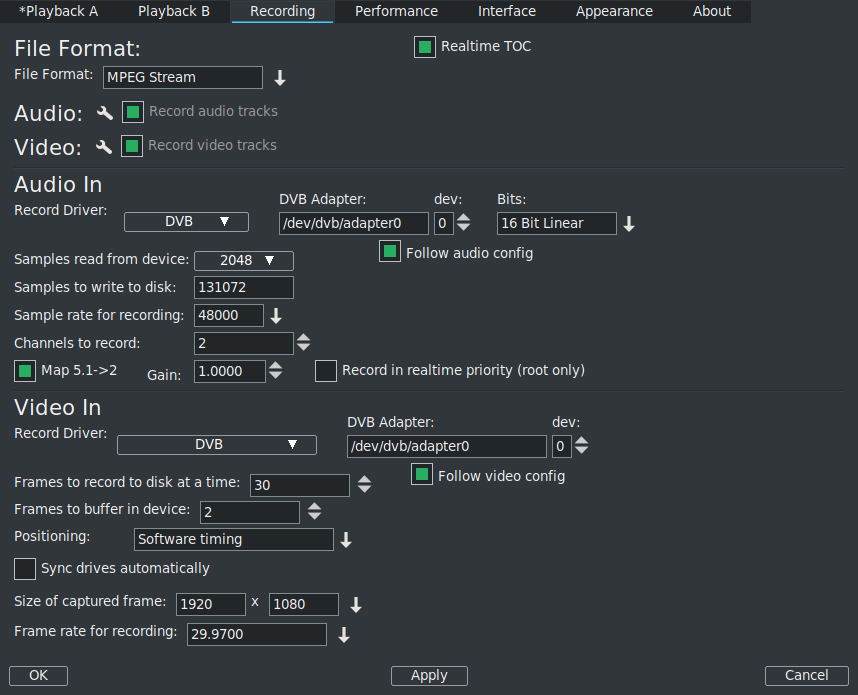 *Playback A Playback B Recording Performance Interface Appearance About
File Format: Realtime TOC
File Format: MPEG Stream
Audio: Record audio tracks
Video: Record video tracks
Audio In
DVB Adapter: dev: Bits:
Record Driver: DVB /dev/dvb/adapter0 0 16 Bit Linear
Follow audio config
Samples read from device: 2048
Samples to write to disk: 131072
Sample rate for recording: 48000
Channels to record: 2
Map 5.1->2 Gain: 1.0000 Record in realtime priority (root only)
Video In
DVB Adapter: dev:
Record Driver: DVB /dev/dvb/adapter0 0
Follow video config
Frames to record to disk at a time: 30
Frames to buffer in device: 2
Positioning: Software timing
Sync drives automatically
Size of captured frame: 1920 x 1080
Frame rate for recording: 29.9700
OK Apply Cancel